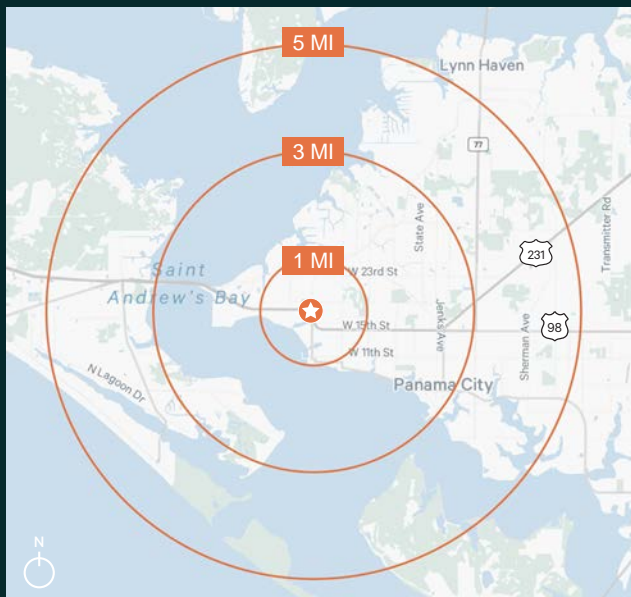 5 MI
Lynn Haven
77
3 MI
State Ave
Transmitter Rd
231
1 MI
W 23rd St
Saint
Andrew's Bay
W 15th St
Jenks Ave
98
Sherman Ave
W 11th St
N Lagoon Dr
Panama City
N